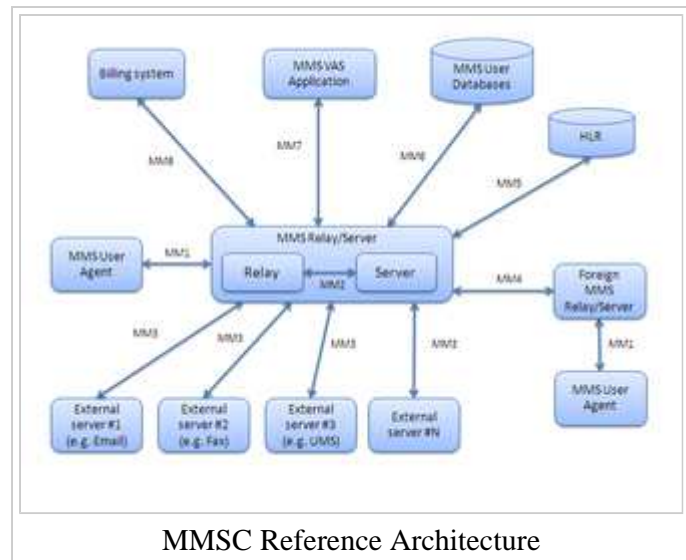 Billing system
MMS VAS
Application
MMS User
Databases
HLR
MM8
MM7
MM6
MM5
MMS Relay/Server
MMS User
Agent
MM1
Relay
MM2
Server
MM4
Foreign
MMS
Relay/Server
MM3
MM3
MM3
MM3
MM1
External
server #1
(e.g. Email)
External
server #2
(e.g. Fax)
External
server #3
(e.g. UMS)
External
server #N
MMS User
Agent
MMSC Reference Architecture